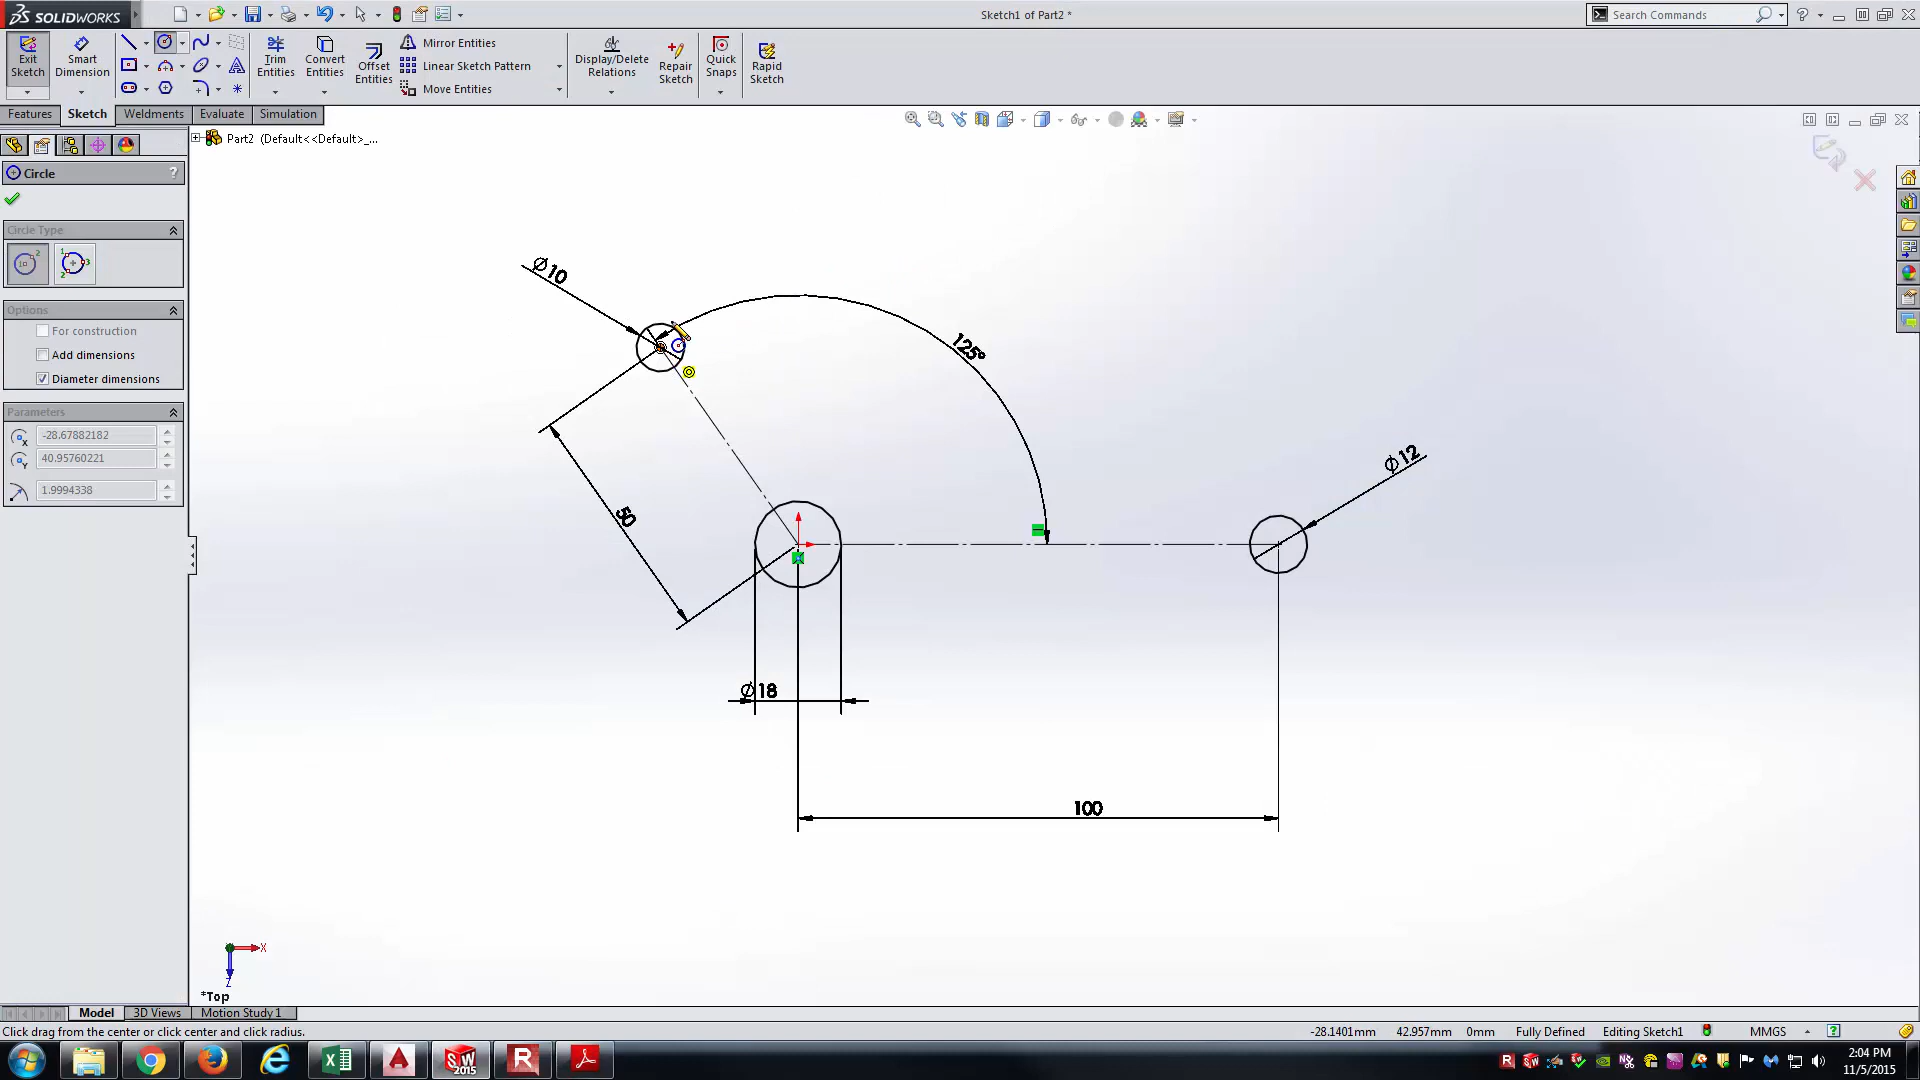 SOLIDWORKS
Sketch1 of Part2 *
Search Commands
Exit Sketch
Smart Dimension
Trim Entities
Convert Entities
Offset Entities
Mirror Entities
Linear Sketch Pattern
Move Entities
Display/Delete Relations
Repair Sketch
Quick Snaps
Rapid Sketch
Features
Sketch
Weldments
Evaluate
Simulation
Part2 (Default<<Default>_...
Circle
?
Circle Type
Options
For construction
Add dimensions
Diameter dimensions
Parameters
-28.67882182
40.95760221
1.9994338
Ø10
125°
50
Ø12
Ø18
100
X
Z
*Top
Model
3D Views
Motion Study 1
Click drag from the center or click center and click radius.
-28.1401mm
42.957mm
0mm
Fully Defined
Editing Sketch1
MMGS
2:04 PM
11/5/2015